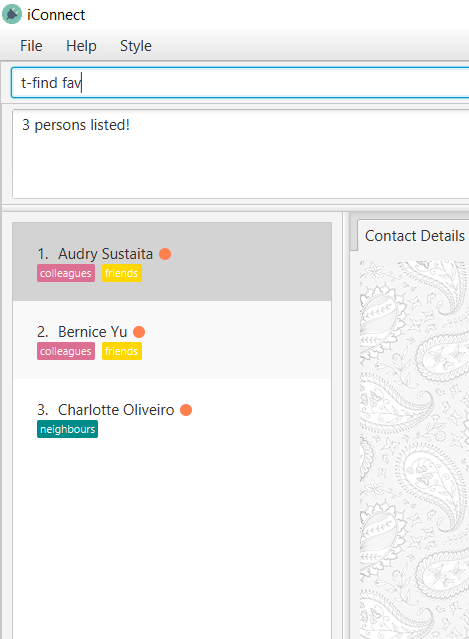 iConnect
File Help Style
t-find fav
3 persons listed!
1. Audry Sustaita
colleagues friends
2. Bernice Yu
colleagues friends
3. Charlotte Oliveiro
neighbours
Contact Details